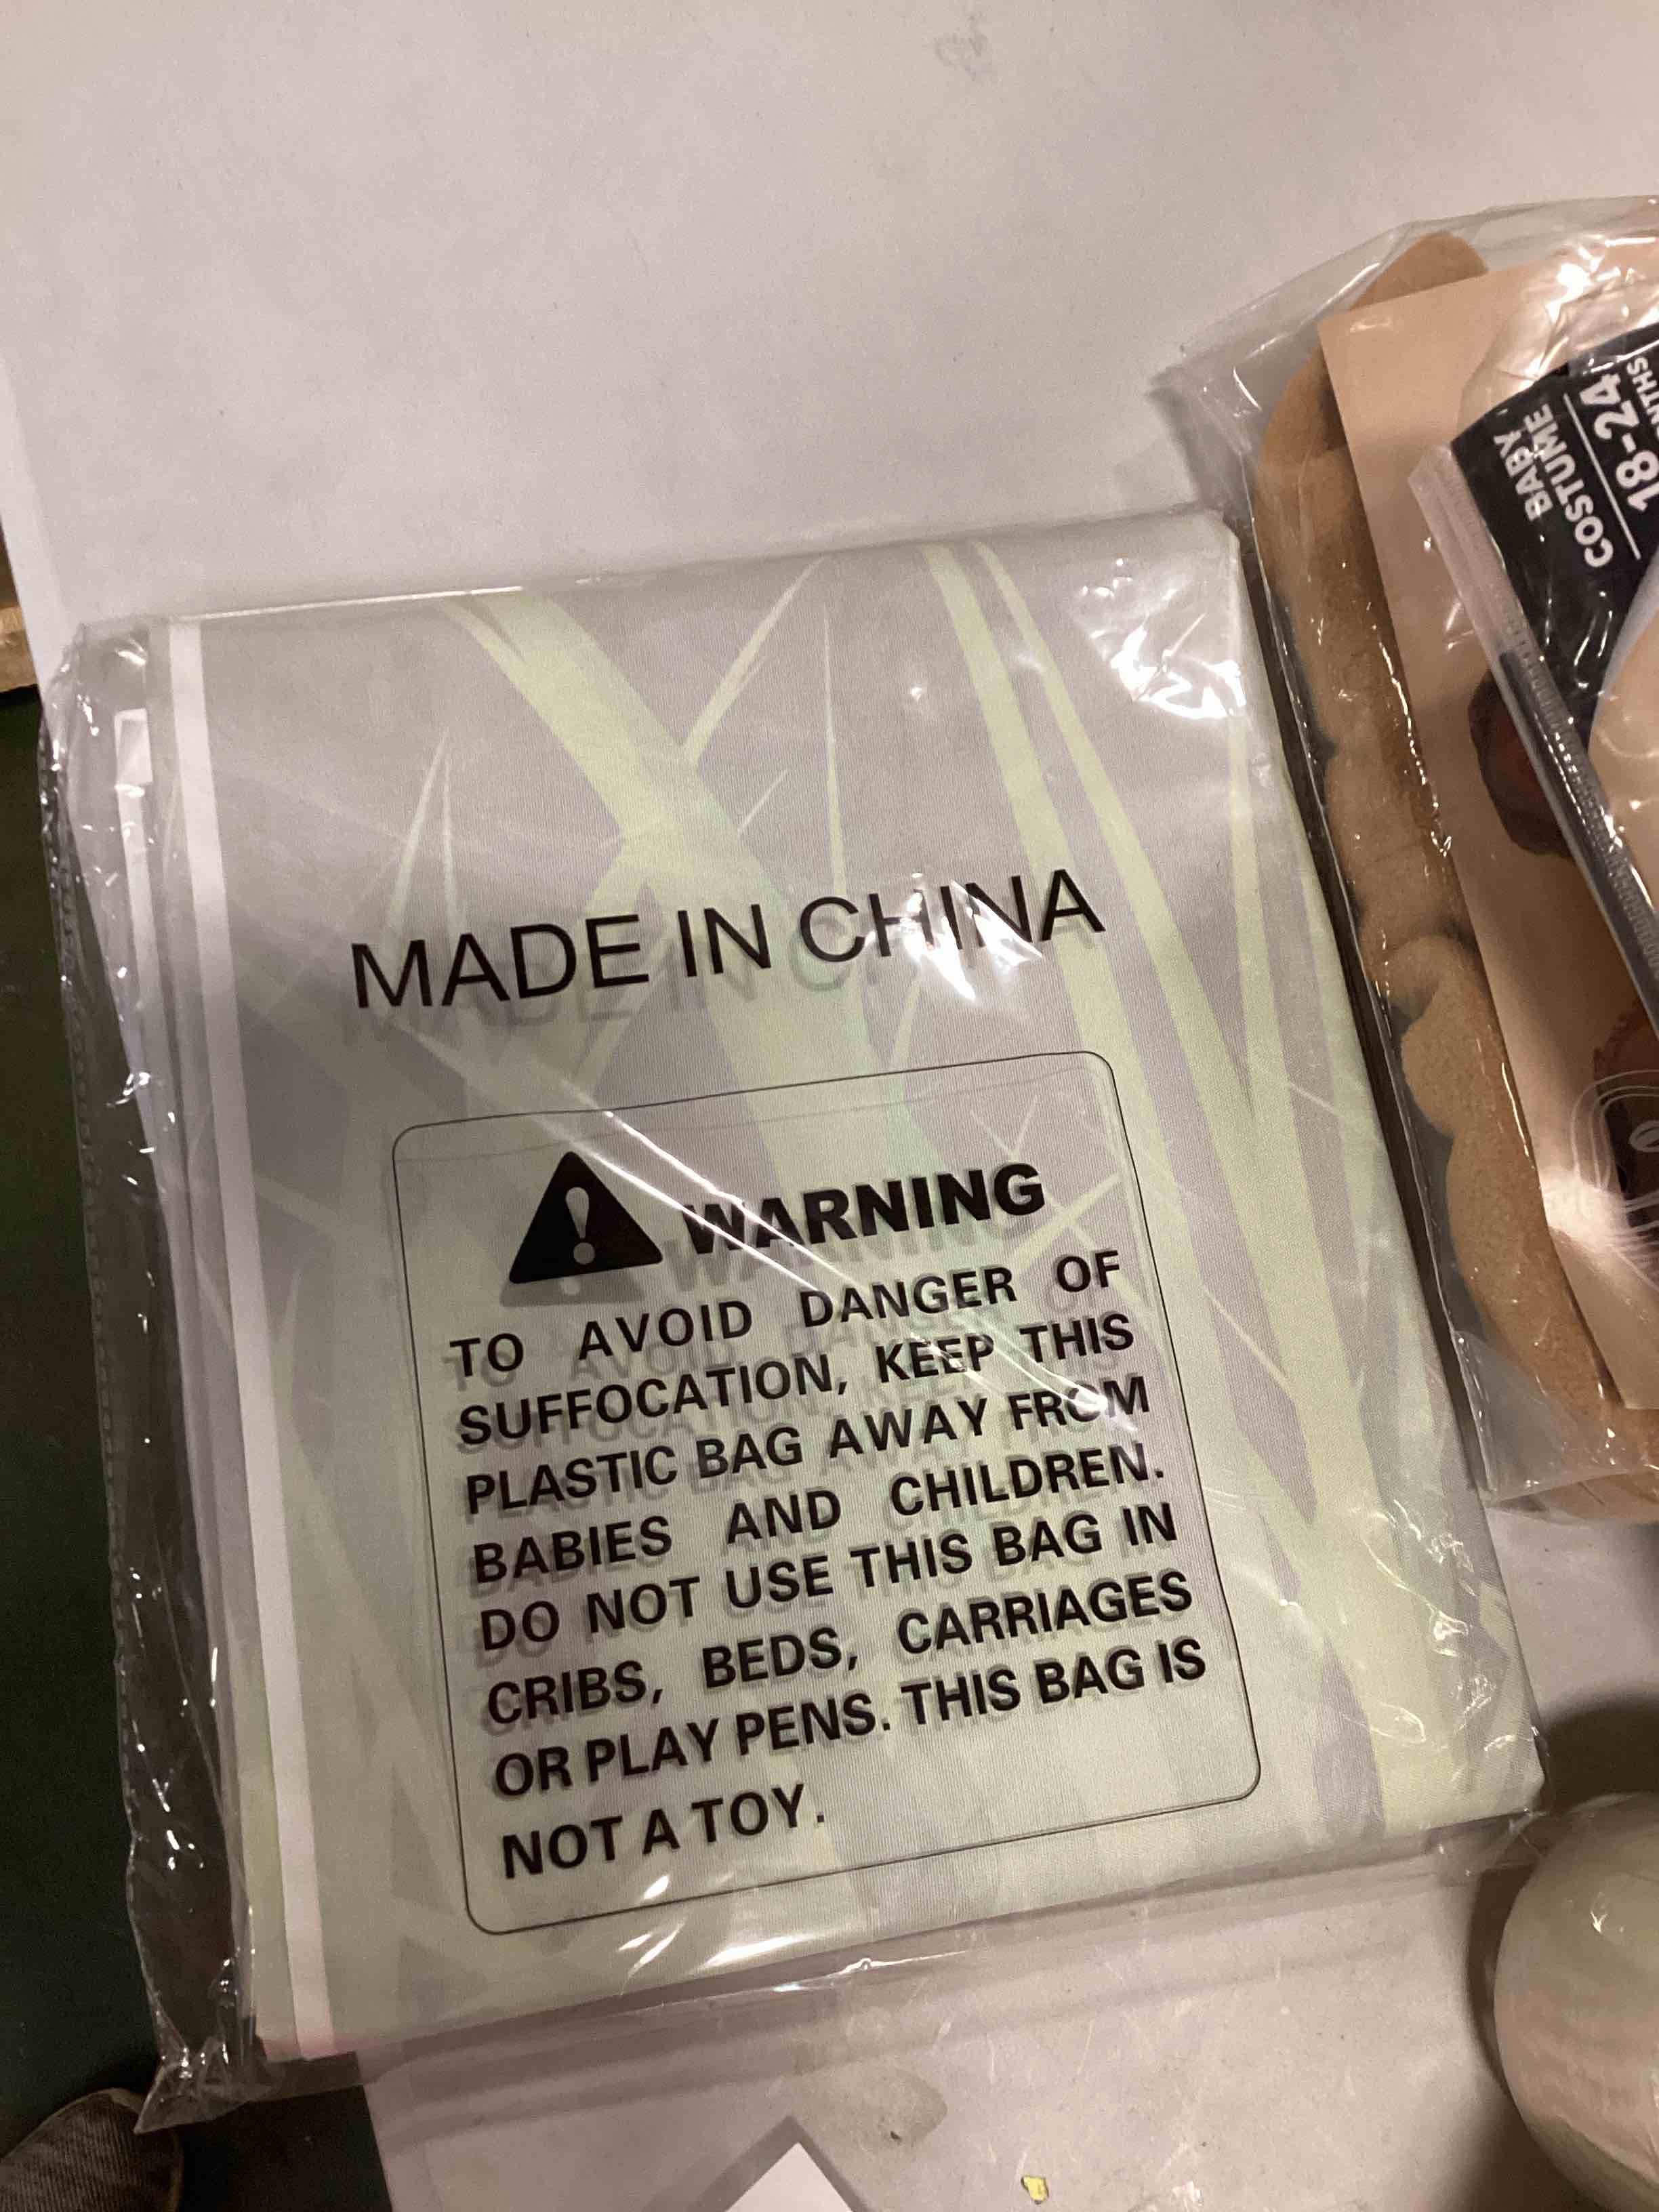 MADE IN CHINA
WARNING
TO AVOID DANGER OF
SUFFOCATION, KEEP THIS
PLASTIC BAG AWAY FROM
BABIES AND CHILDREN.
DO NOT USE THIS BAG IN
CRIBS, BEDS, CARRIAGES
OR PLAY PENS. THIS BAG IS
NOT A TOY.
BABY
COSTUME
18-24